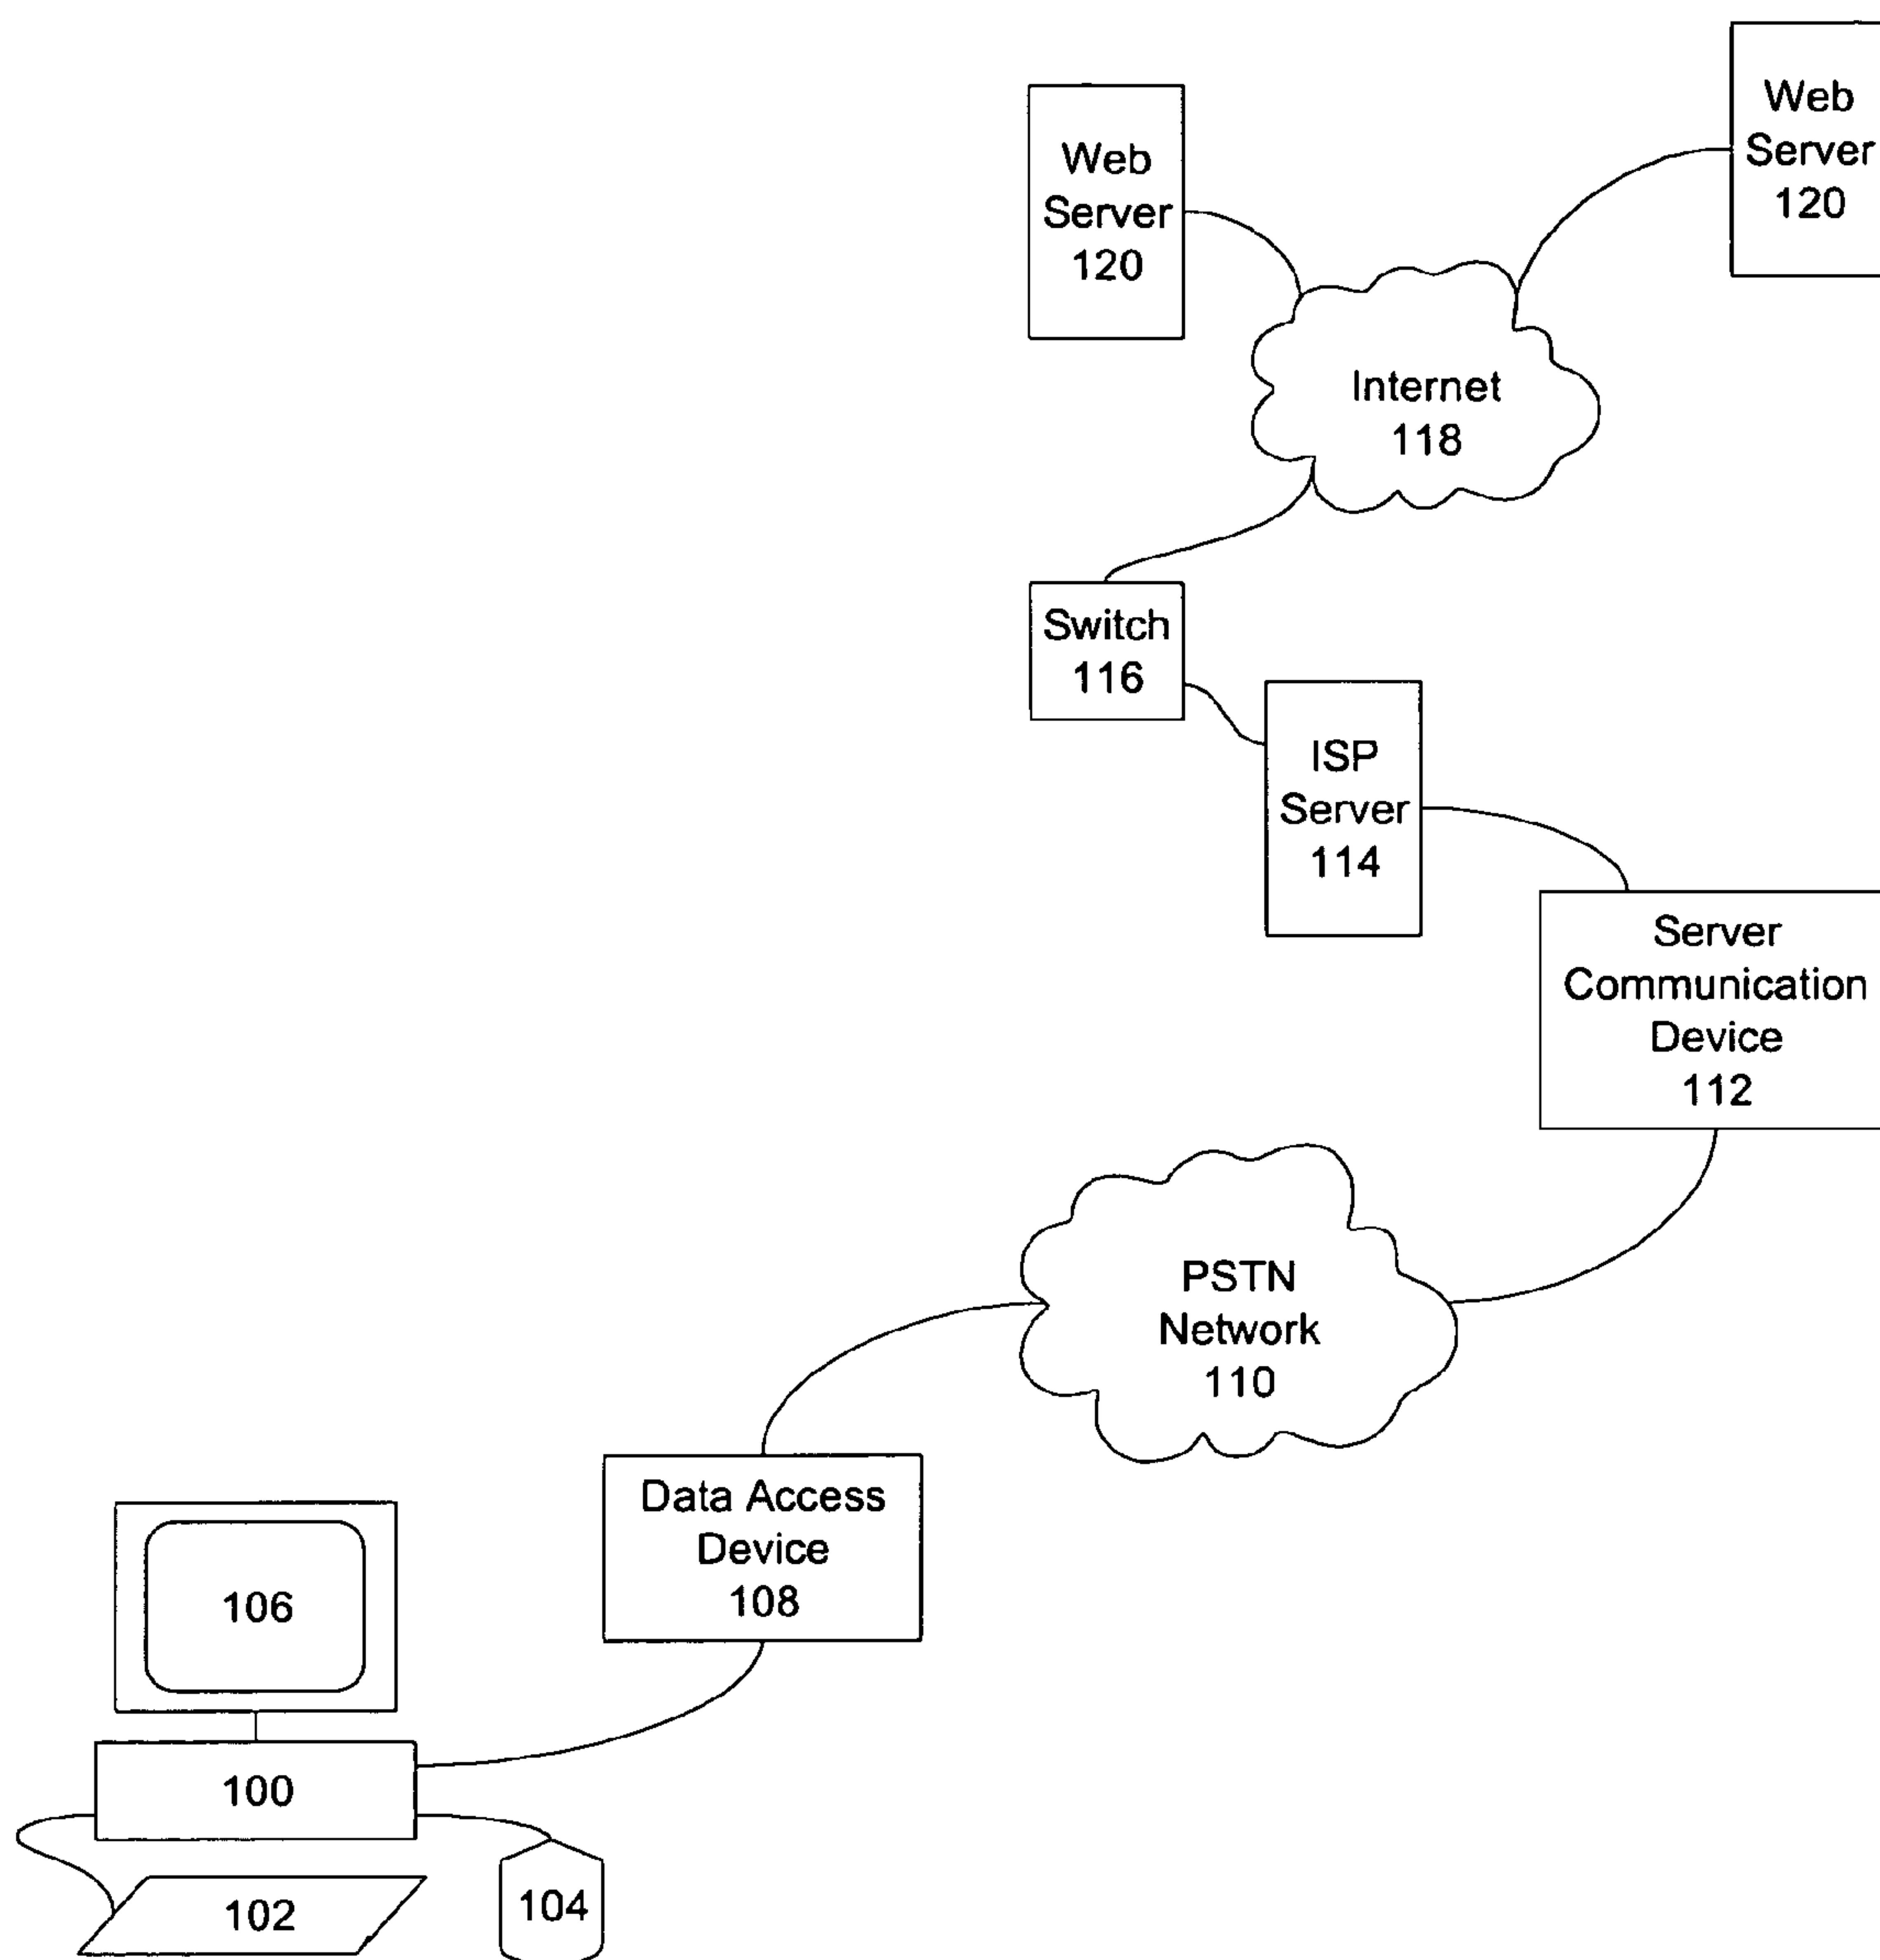 Web
Server
120
Web
Server
120
Internet
118
Switch
116
ISP
Server
114
Server
Communication
Device
112
PSTN
Network
110
Data Access
Device
108
106
100
102
104